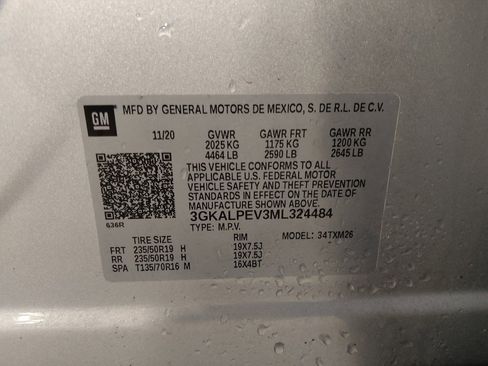 GM MFD BY GENERAL MOTORS DE MEXICO, S. DE R.L. DE C.V.
11/20 GVWR GAWR FRT GAWR RR
2025 KG 1175 KG 1200 KG
4464 LB 2590 LB 2645 LB
THIS VEHICLE CONFORMS TO ALL
APPLICABLE U.S. FEDERAL MOTOR
VEHICLE SAFETY AND THEFT PREVENTION
STANDARDS IN EFFECT ON THE DATE OF
MANUFACTURE SHOWN ABOVE.
3GKALPEV3ML324484
636R
TYPE: M.P.V. MODEL: 34TXM26
TIRE SIZE RIM
FRT 235/50R19 H 19X7.5J
RR 235/50R19 H 19X7.5J
SPA T135/70R16 M 16X4BT